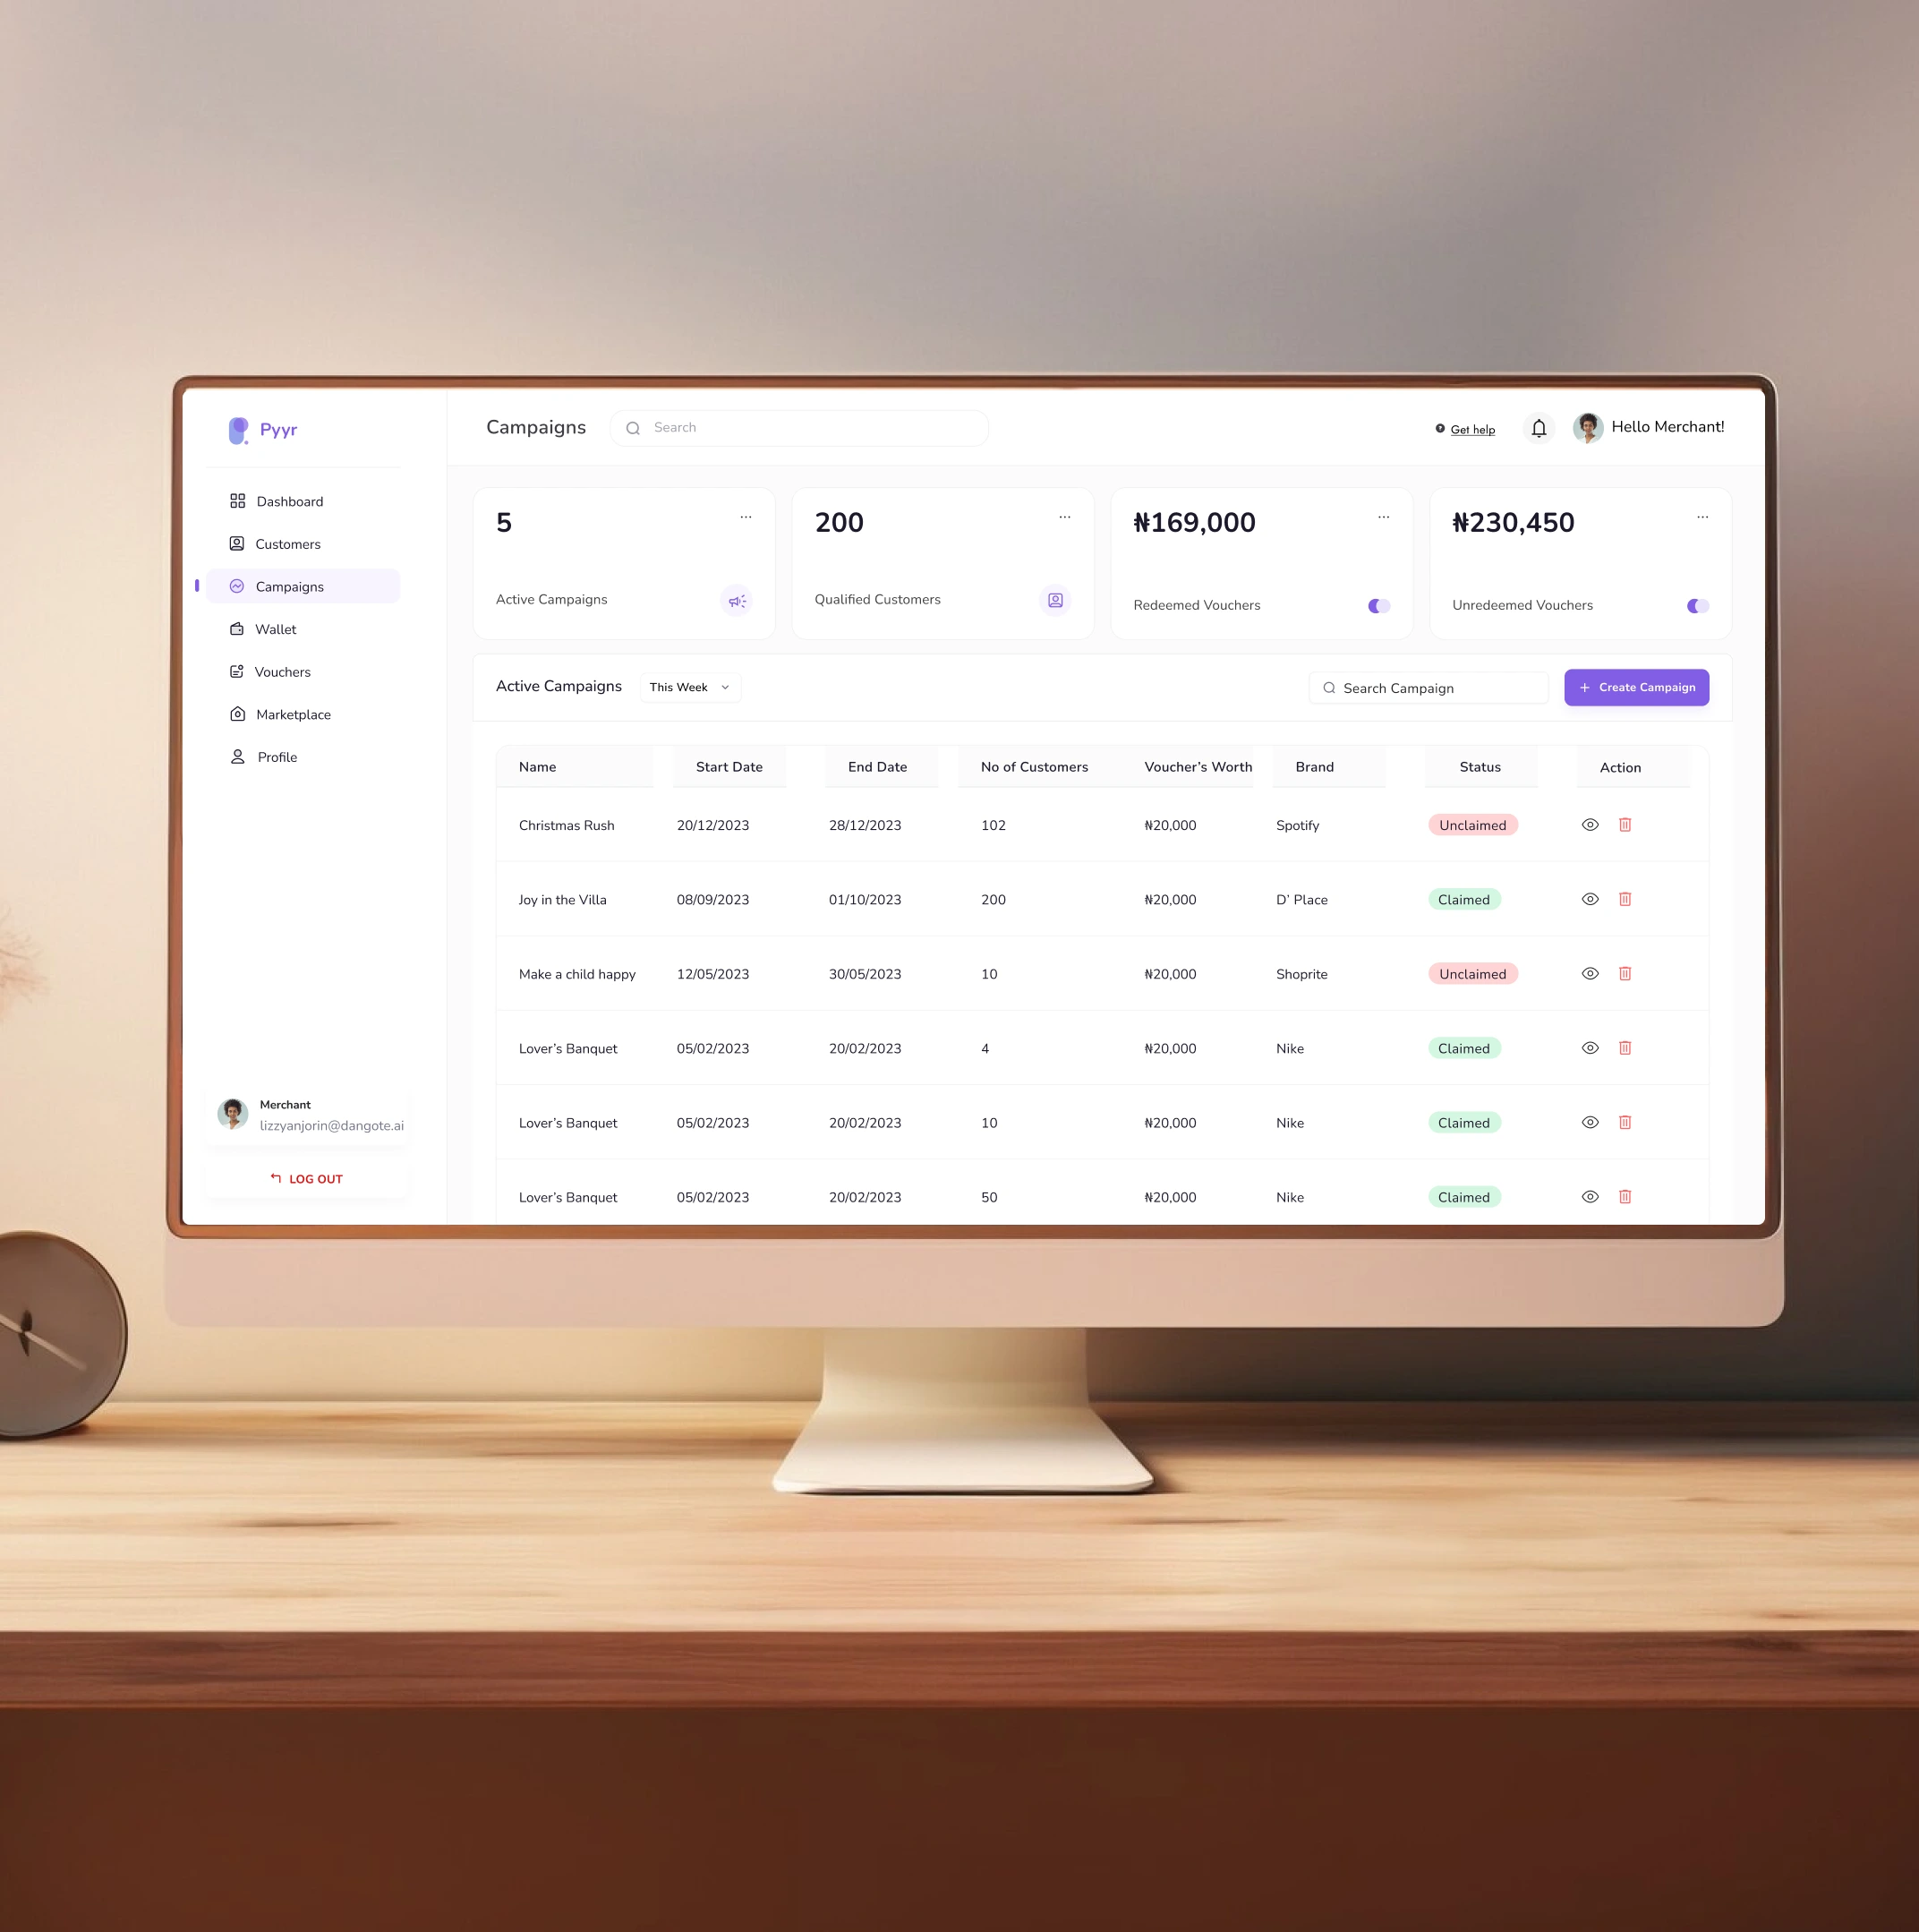 Pyyr
Dashboard
Customers
Campaigns
Wallet
Vouchers
Marketplace
Profile
Merchant
lizzyanjorin@dangote.ai
LOG OUT
Campaigns
Search
Get help
Hello Merchant!
5
Active Campaigns
200
Qualified Customers
₦169,000
Redeemed Vouchers
₦230,450
Unredeemed Vouchers
Active Campaigns
This Week
Search Campaign
+ Create Campaign
Name Start Date End Date No of Customers Voucher’s Worth Brand Status Action
Christmas Rush 20/12/2023 28/12/2023 102 ₦20,000 Spotify Unclaimed
Joy in the Villa 08/09/2023 01/10/2023 200 ₦20,000 D’ Place Claimed
Make a child happy 12/05/2023 30/05/2023 10 ₦20,000 Shoprite Unclaimed
Lover’s Banquet 05/02/2023 20/02/2023 4 ₦20,000 Nike Claimed
Lover’s Banquet 05/02/2023 20/02/2023 10 ₦20,000 Nike Claimed
Lover’s Banquet 05/02/2023 20/02/2023 50 ₦20,000 Nike Claimed